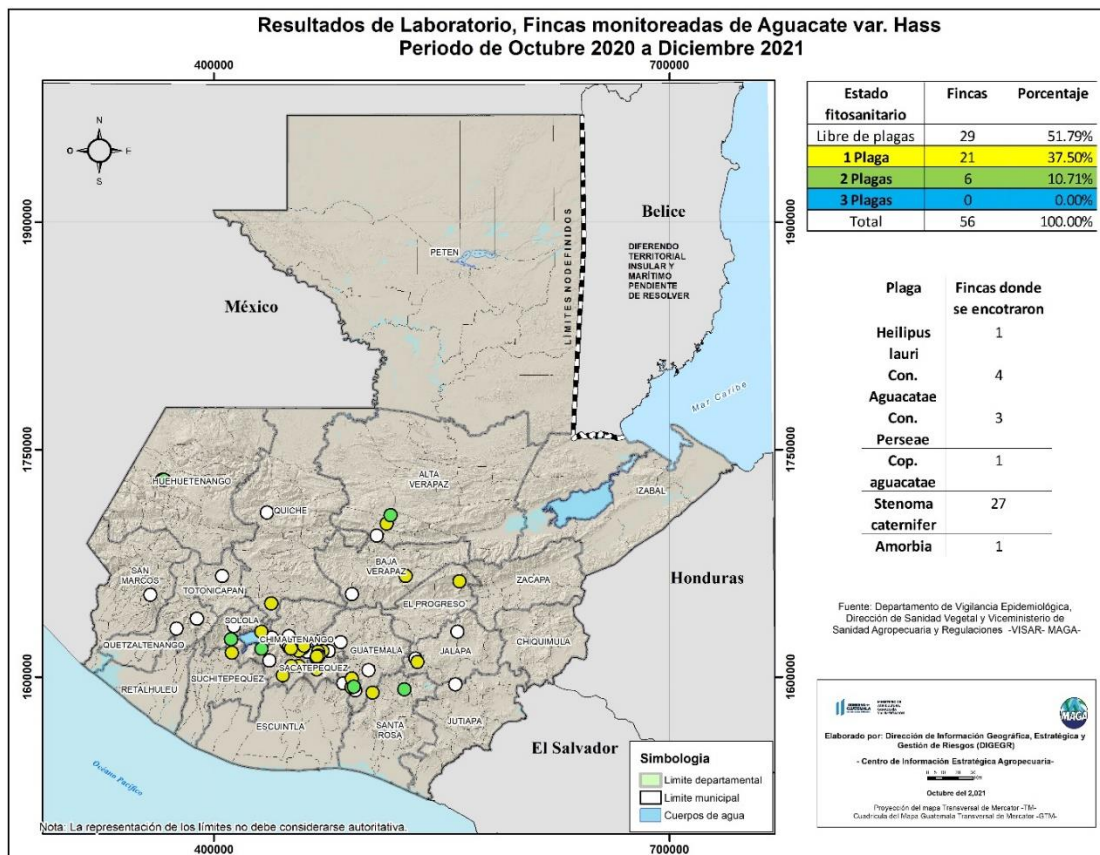 Resultados de Laboratorio, Fincas monitoreadas de Aguacate var. Hass
Periodo de Octubre 2020 a Diciembre 2021
400000
700000
N
O
E
S
1900000
1900000
1750000
1750000
1600000
1600000
México
Belice
DIFERENDO
TERRITORIAL
INSULAR Y
MARÍTIMO
PENDIENTE
DE RESOLVER
LÍMITES NO DEFINIDOS
PETEN
Mar Caribe
HUEHUETENANGO
QUICHE
ALTA
VERAPAZ
IZABAL
SAN
MARCOS
TOTONICAPAN
BAJA
VERAPAZ
ZACAPA
EL PROGRESO
Honduras
SOLOLA
QUETZALTENANGO
CHIMALTENANGO
GUATEMALA
JALAPA
CHIQUIMULA
SACATEPEQUEZ
SUCHITEPEQUEZ
RETALHULEU
ESCUINTLA
SANTA
ROSA
JUTIAPA
El Salvador
Océano Pacífico
Simbologia
Limite departamental
Limite municipal
Cuerpos de agua
Nota: La representación de los límites no debe considerarse autoritativa.
400000
700000
Estado fitosanitario Fincas Porcentaje
Libre de plagas 29 51.79%
1 Plaga 21 37.50%
2 Plagas 6 10.71%
3 Plagas 0 0.00%
Total 56 100.00%
Plaga Fincas donde se encotraron
Heilipus lauri 1
Con. Aguacatae 4
Con. Perseae 3
Cop. aguacatae 1
Stenoma caternifer 27
Amorbia 1
Fuente: Departamento de Vigilancia Epidemiológica,
Dirección de Sanidad Vegetal y Viceministerio de
Sanidad Agropecuaria y Regulaciones -VISAR- MAGA-
MAGA
Elaborado por: Dirección de Información Geográfica, Estratégica y
Gestión de Riesgos (DIGEGR)
- Centro de Información Estratégica Agropecuaria-
Octubre del 2,021
Proyección del mapa Transversal de Mercator -TM-
Cuadricula del Mapa Guatemala Transversal de Mercator -GTM-